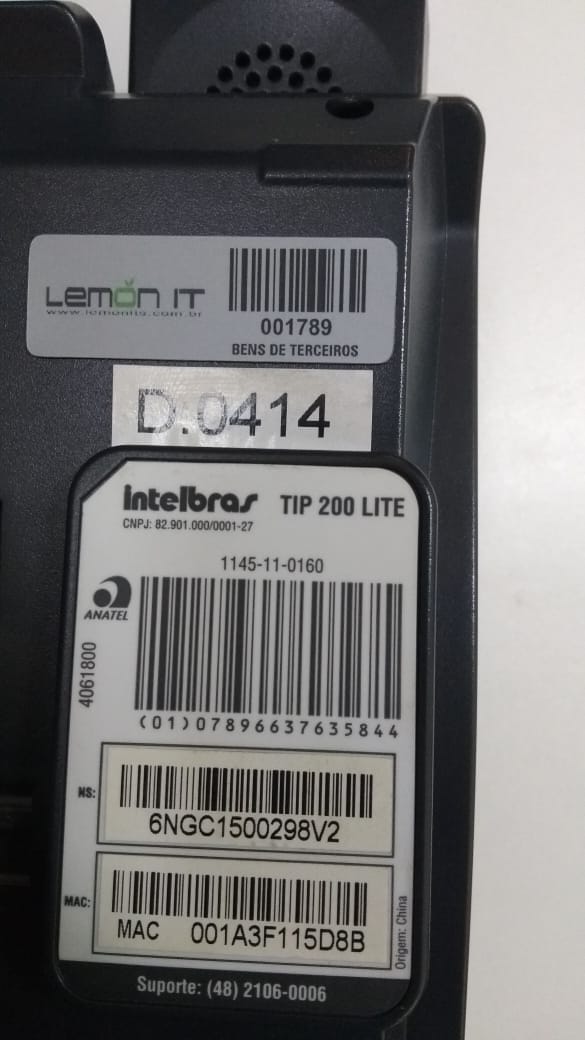 LEMON IT
www.lemonits.com.br
001789
BENS DE TERCEIROS
D.0414
intelbras TIP 200 LITE
CNPJ: 82.901.000/0001-27
1145-11-0160
ANATEL
4061800
(01)07896637635844
NS:
6NGC1500298V2
MAC:
MAC 001A3F115D8B
Origem: China
Suporte: (48) 2106-0006